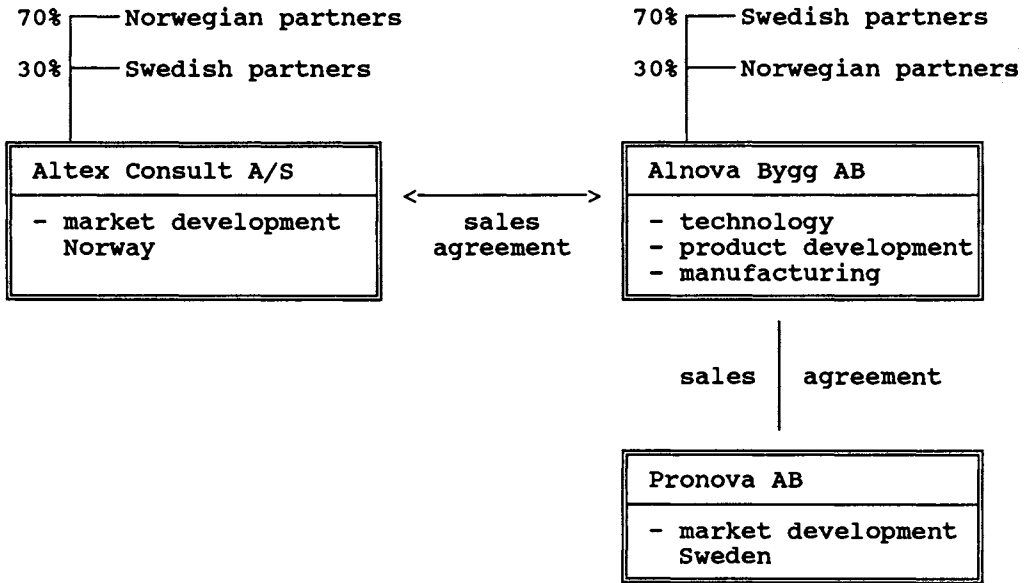 70% Norwegian partners
30% Swedish partners
Altex Consult A/S
- market development
Norway
sales
agreement
70% Swedish partners
30% Norwegian partners
Alnova Bygg AB
- technology
- product development
- manufacturing
sales agreement
Pronova AB
- market development
Sweden